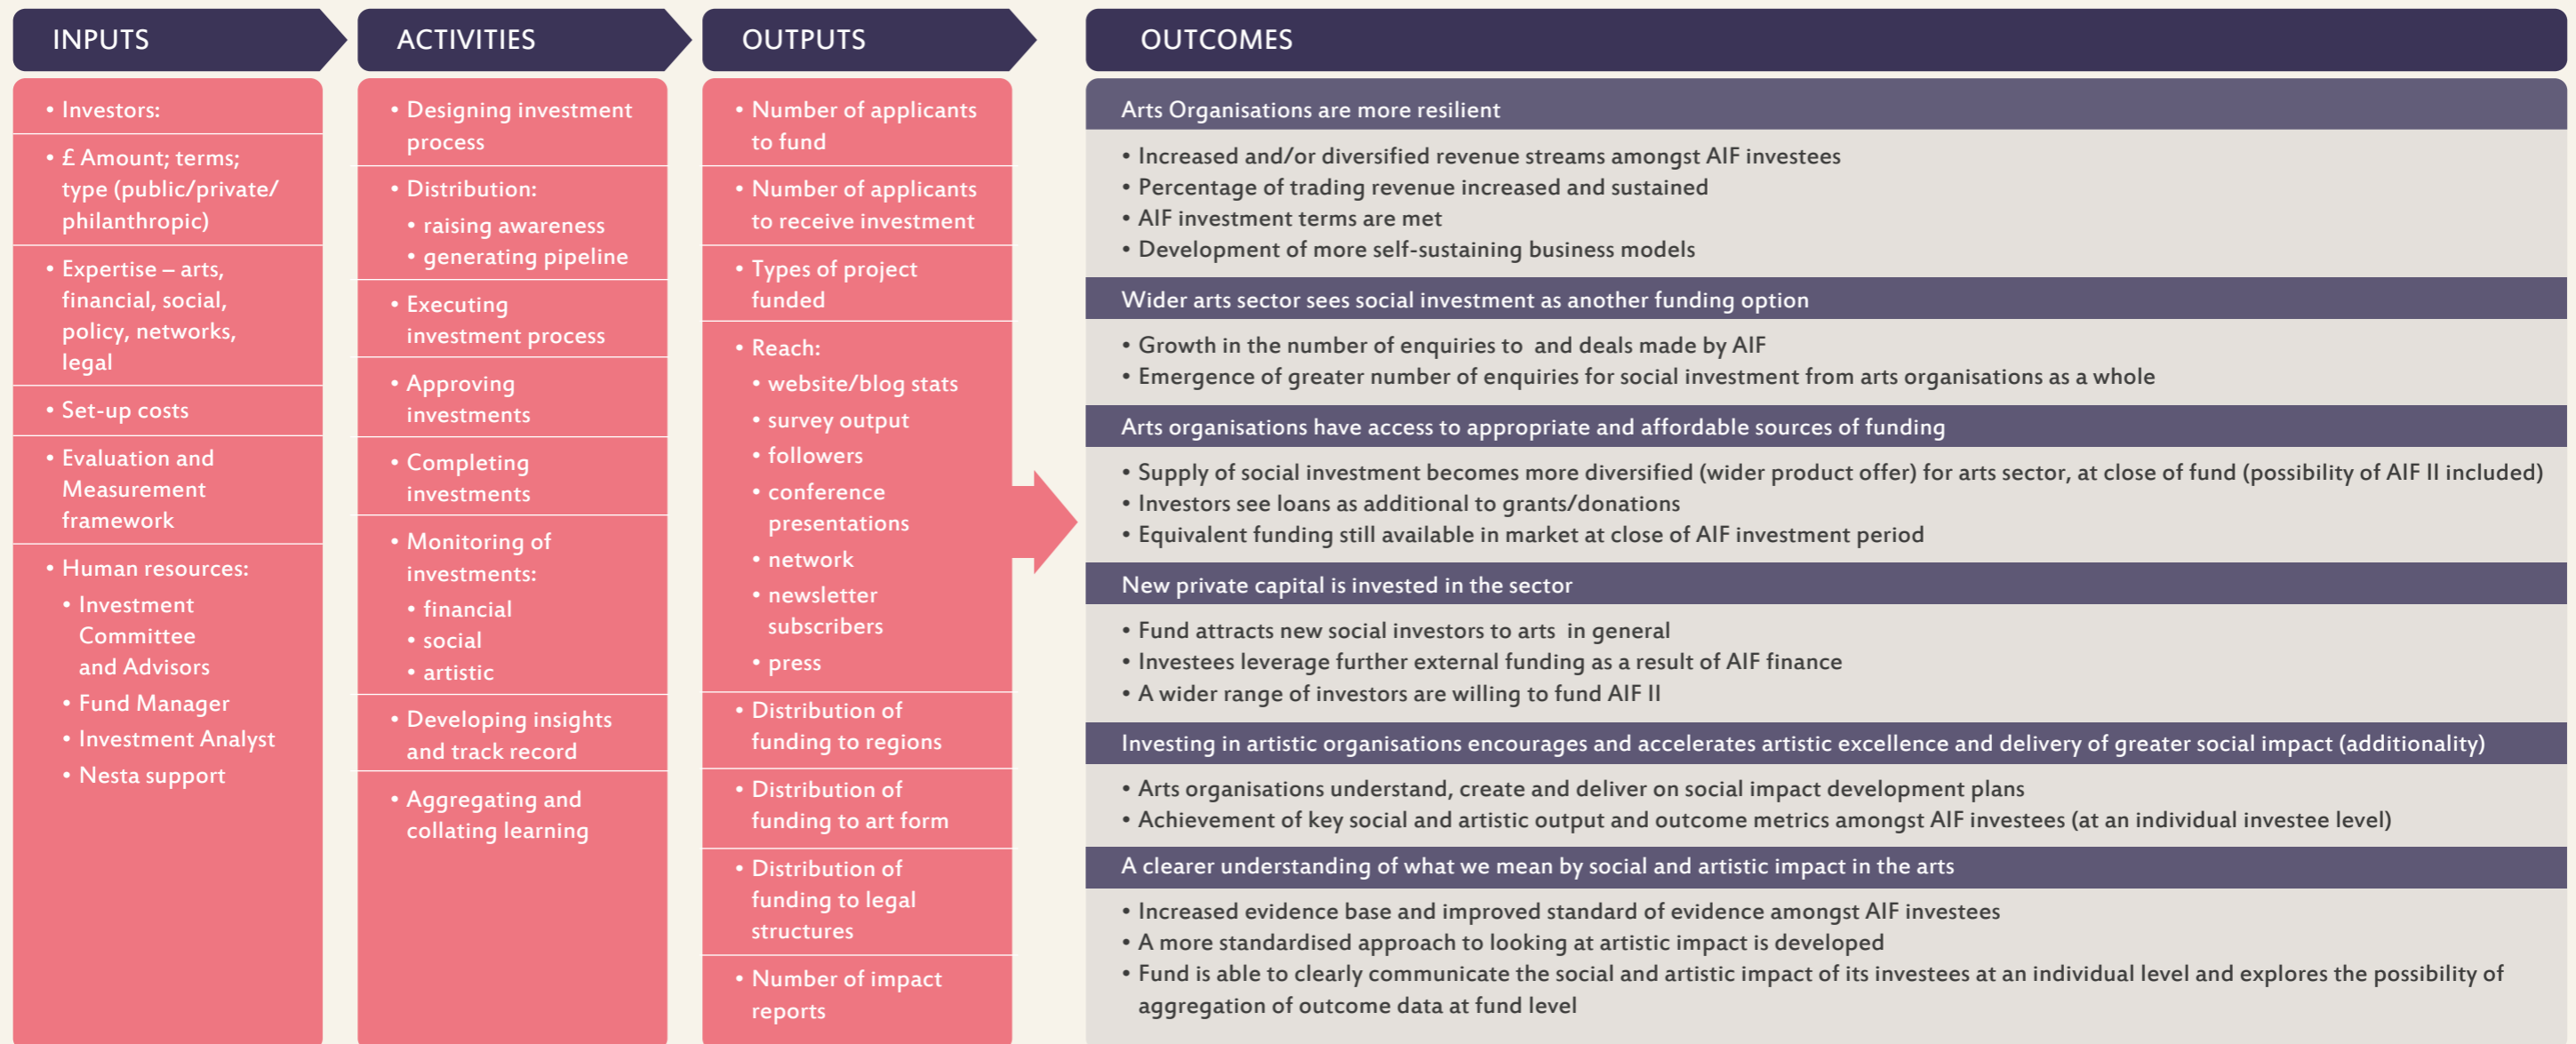 INPUTS
• Investors:
• £ Amount; terms;
type (public/private/
philanthropic)
• Expertise – arts,
financial, social,
policy, networks,
legal
• Set-up costs
• Evaluation and
Measurement
framework
• Human resources:
• Investment
Committee
and Advisors
• Fund Manager
• Investment Analyst
• Nesta support
ACTIVITIES
• Designing investment
process
• Distribution:
• raising awareness
• generating pipeline
• Executing
investment process
• Approving
investments
• Completing
investments
• Monitoring of
investments:
• financial
• social
• artistic
• Developing insights
and track record
• Aggregating and
collating learning
OUTPUTS
• Number of applicants
to fund
• Number of applicants
to receive investment
• Types of project
funded
• Reach:
• website/blog stats
• survey output
• followers
• conference
presentations
• network
• newsletter
subscribers
• press
• Distribution of
funding to regions
• Distribution of
funding to art form
• Distribution of
funding to legal
structures
• Number of impact
reports
OUTCOMES
Arts Organisations are more resilient
• Increased and/or diversified revenue streams amongst AIF investees
• Percentage of trading revenue increased and sustained
• AIF investment terms are met
• Development of more self-sustaining business models
Wider arts sector sees social investment as another funding option
• Growth in the number of enquiries to and deals made by AIF
• Emergence of greater number of enquiries for social investment from arts organisations as a whole
Arts organisations have access to appropriate and affordable sources of funding
• Supply of social investment becomes more diversified (wider product offer) for arts sector, at close of fund (possibility of AIF II included)
• Investors see loans as additional to grants/donations
• Equivalent funding still available in market at close of AIF investment period
New private capital is invested in the sector
• Fund attracts new social investors to arts in general
• Investees leverage further external funding as a result of AIF finance
• A wider range of investors are willing to fund AIF II
Investing in artistic organisations encourages and accelerates artistic excellence and delivery of greater social impact (additionality)
• Arts organisations understand, create and deliver on social impact development plans
• Achievement of key social and artistic output and outcome metrics amongst AIF investees (at an individual investee level)
A clearer understanding of what we mean by social and artistic impact in the arts
• Increased evidence base and improved standard of evidence amongst AIF investees
• A more standardised approach to looking at artistic impact is developed
• Fund is able to clearly communicate the social and artistic impact of its investees at an individual level and explores the possibility of
aggregation of outcome data at fund level